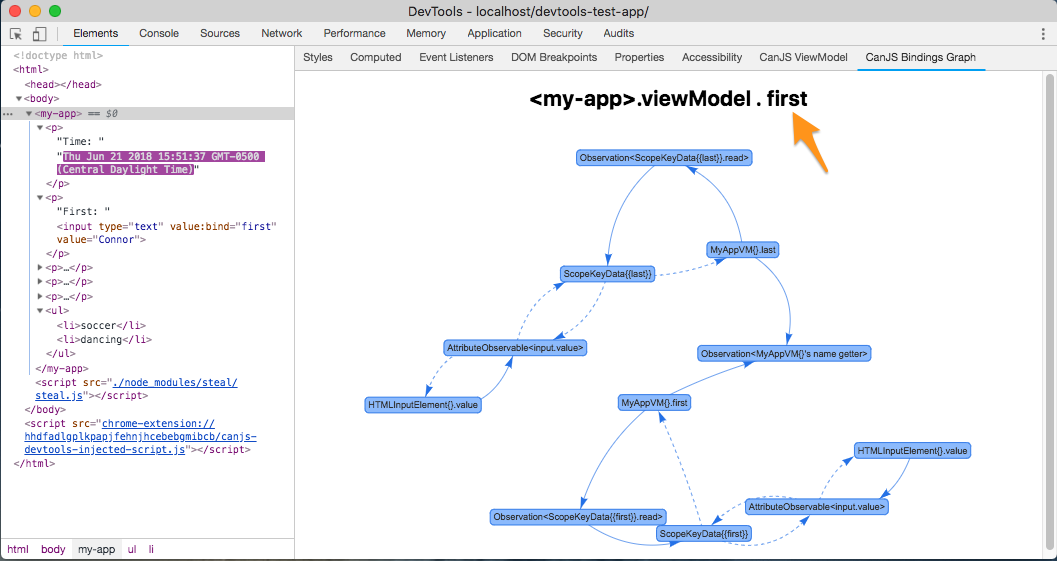 DevTools - localhost/devtools-test-app/
Elements Console Sources Network Performance Memory Application Security Audits
<!doctype html>
<html>
<head></head>
<body>
<my-app> == $0
<p>
"Time: "
"Thu Jun 21 2018 15:51:37 GMT-0500
(Central Daylight Time)"
</p>
<p>
"First: "
<input type="text" value:bind="first"
value="Connor">
</p>
<p>…</p>
<p>…</p>
<p>…</p>
<ul>
<li>soccer</li>
<li>dancing</li>
</ul>
</my-app>
<script src="./node_modules/steal/
steal.js"></script>
</body>
<script src="chrome-extension://
hhdfadlgplkpapjfehnjhcebebgmibcb/canjs-
devtools-injected-script.js"></script>
</html>
html body my-app ul li
Styles Computed Event Listeners DOM Breakpoints Properties Accessibility CanJS ViewModel CanJS Bindings Graph
<my-app>.viewModel . first
Observation<ScopeKeyData{{last}}.read>
MyAppVM{}.last
ScopeKeyData{{last}}
AttributeObservable<input.value>
Observation<MyAppVM{}'s name getter>
HTMLInputElement{}.value
MyAppVM{}.first
HTMLInputElement{}.value
AttributeObservable<input.value>
Observation<ScopeKeyData{{first}}.read>
ScopeKeyData{{first}}